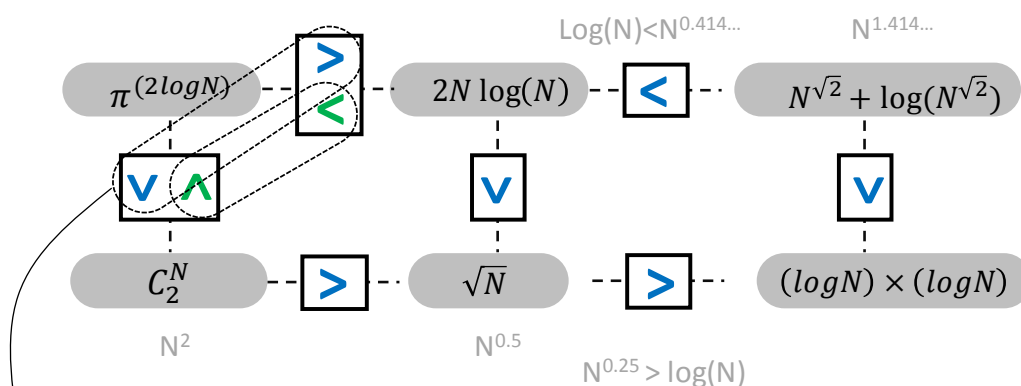 Log(N)<N^0.414... N^1.414...
>
π^(2logN) 2N log(N) < N^√2 + log(N^√2)
<
∨ ∧ ∨ ∨
C_2^N > √N > (logN) × (logN)
N^2 N^0.5
N^0.25 > log(N)